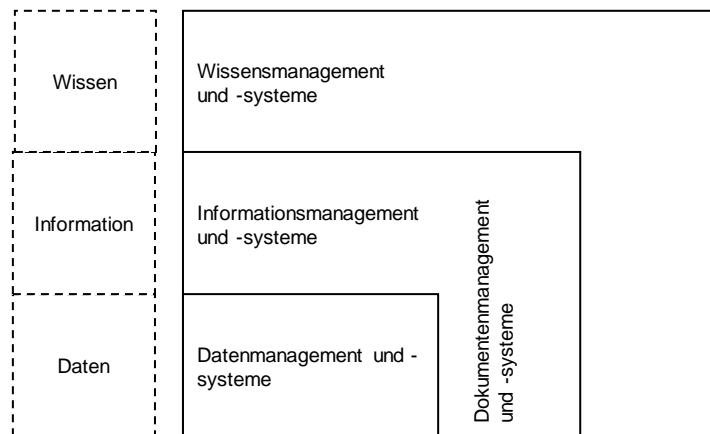 Wissen
Wissensmanagement
und -systeme
Information
Informationsmanagement
und -systeme
Dokumentenmanagement
und -systeme
Daten
Datenmanagement und -
systeme